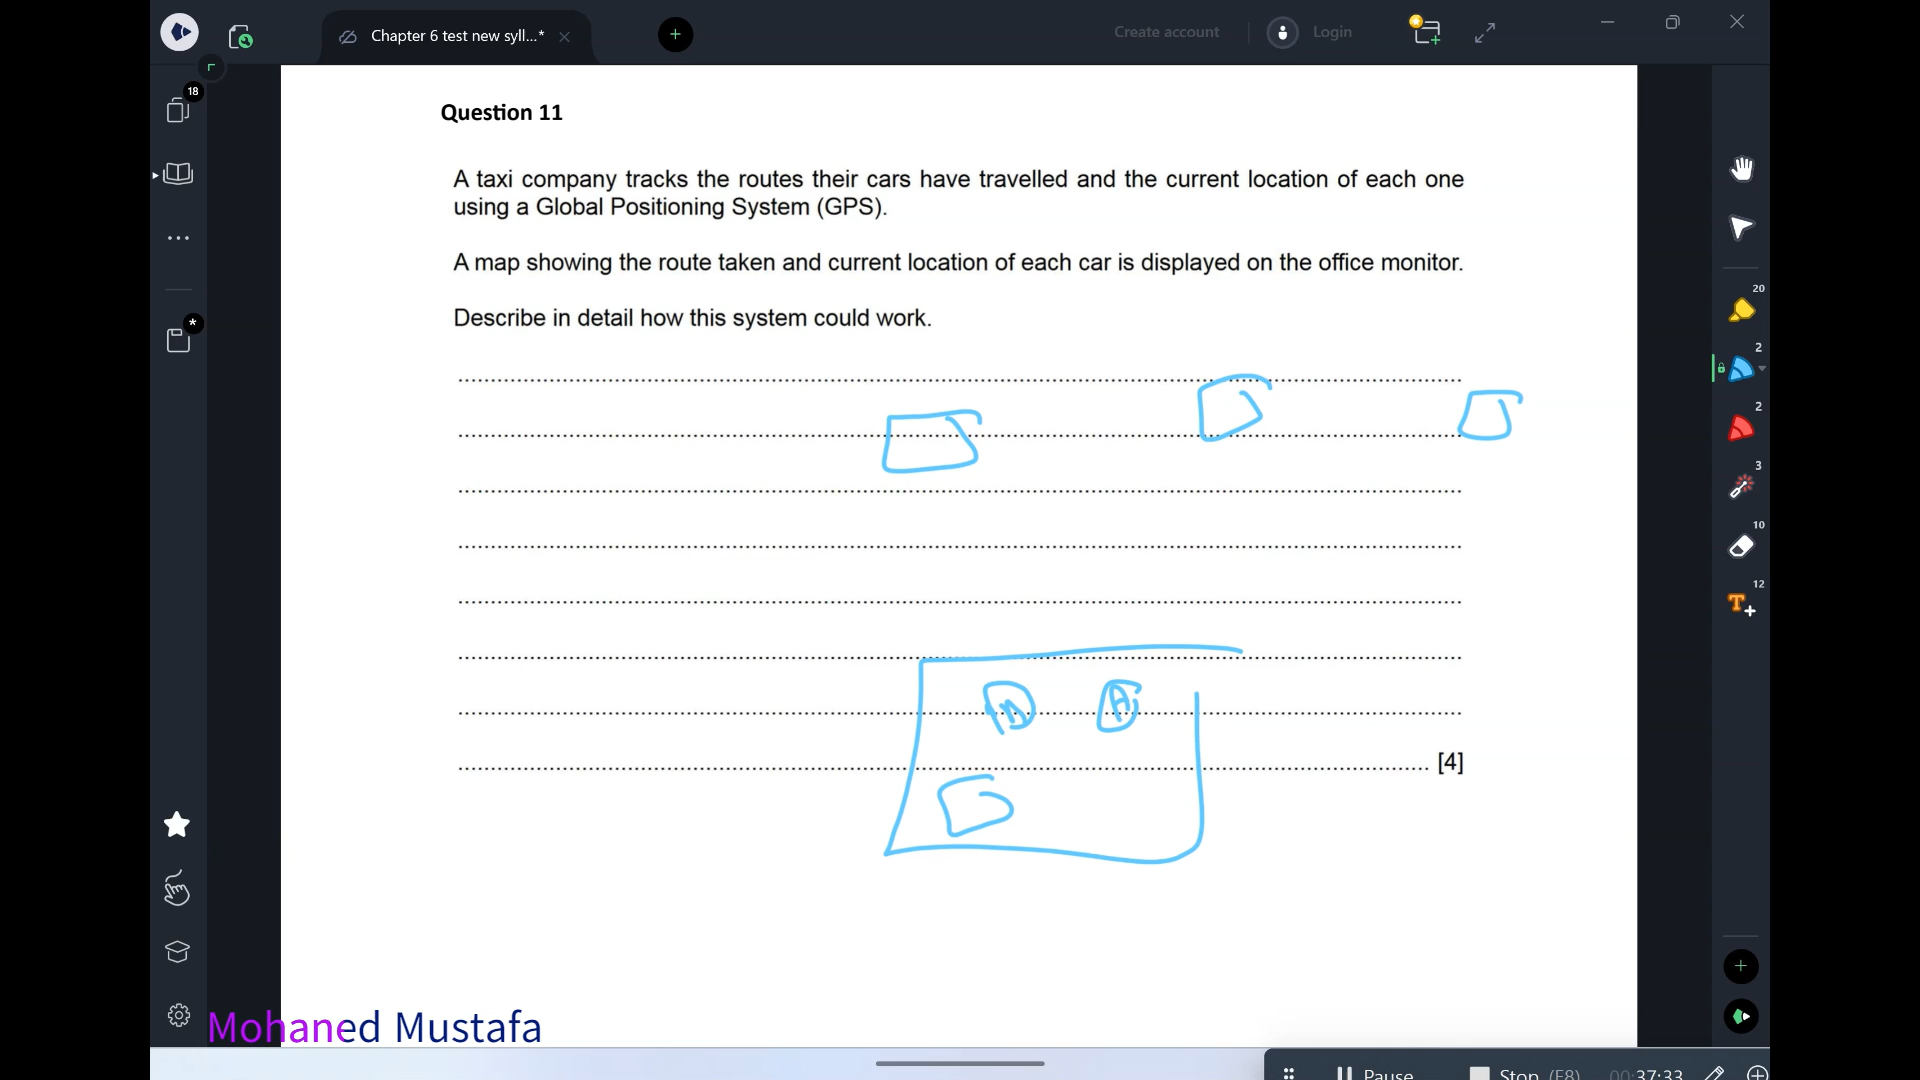 Chapter 6 test new syll...*
Create account
Login
18
Question 11
A taxi company tracks the routes their cars have travelled and the current location of each one
using a Global Positioning System (GPS).
A map showing the route taken and current location of each car is displayed on the office monitor.
Describe in detail how this system could work.
[4]
20
2
2
3
10
12
A
Mohaned Mustafa
Pause
Stop (F8)
00:37:33